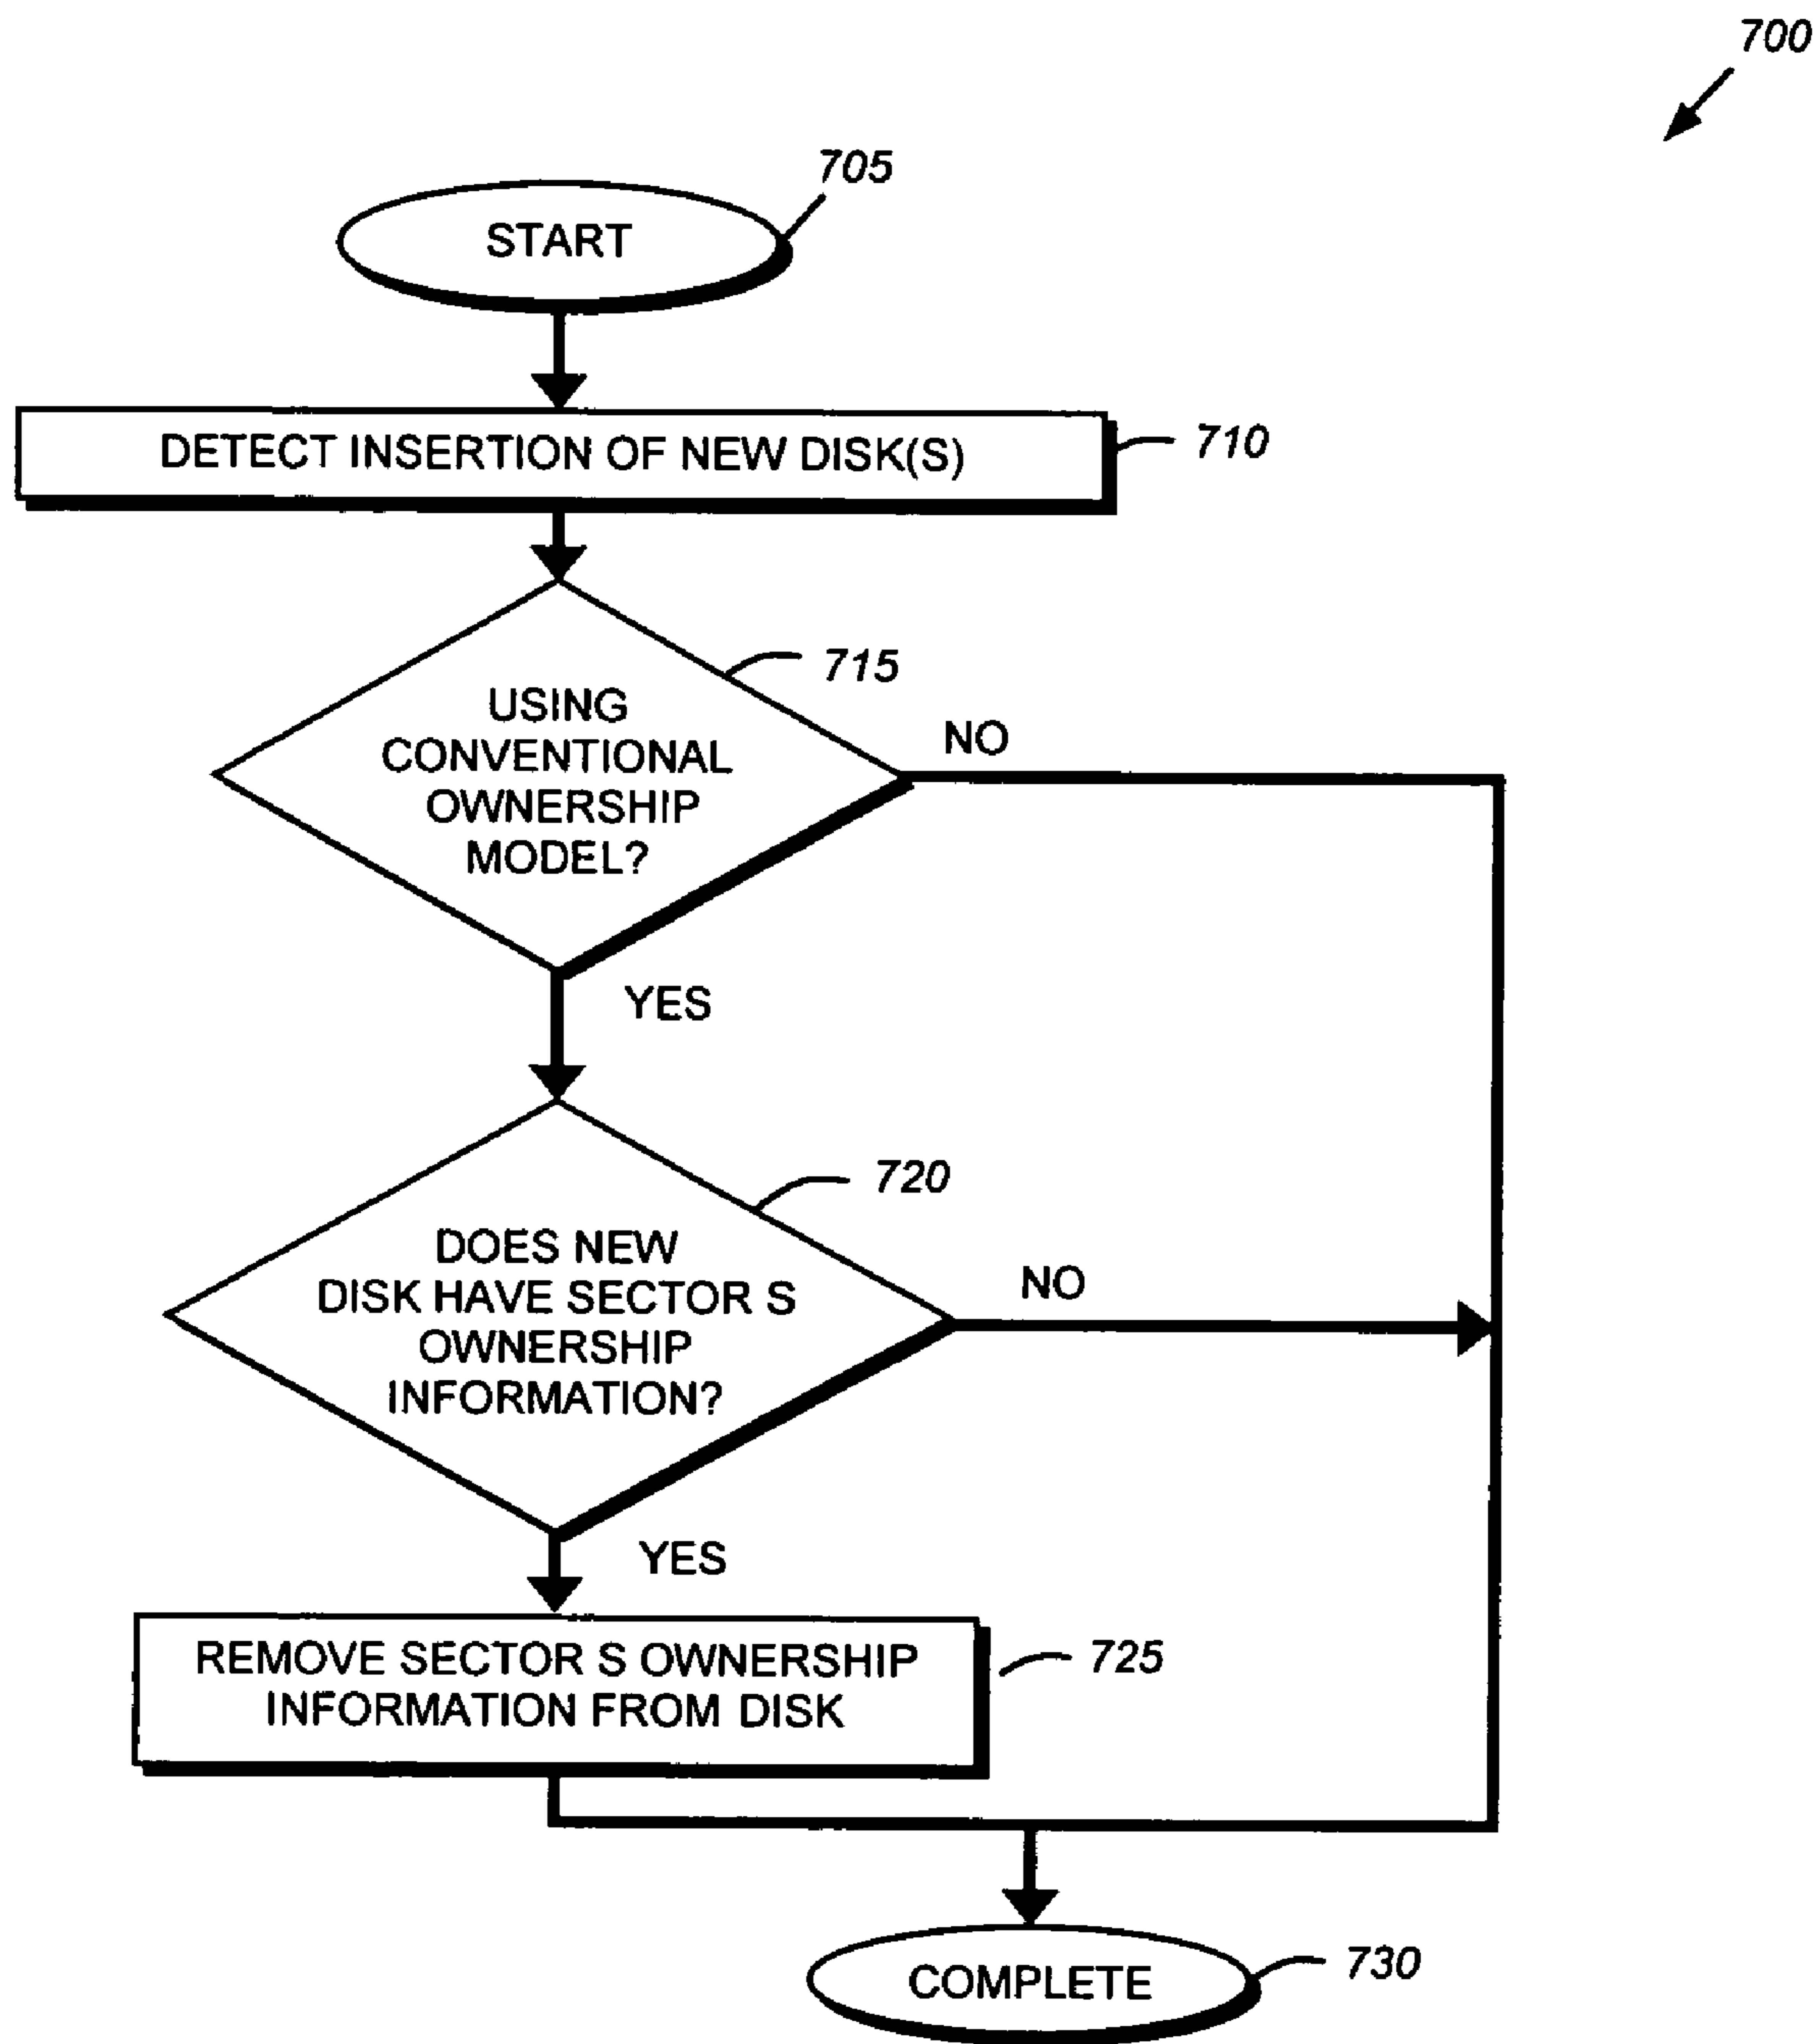 700
705
START
DETECT INSERTION OF NEW DISK(S)
710
715
USING
CONVENTIONAL
OWNERSHIP
MODEL?
NO
YES
720
DOES NEW
DISK HAVE SECTOR S
OWNERSHIP
INFORMATION?
NO
YES
REMOVE SECTOR S OWNERSHIP
INFORMATION FROM DISK
725
COMPLETE
730